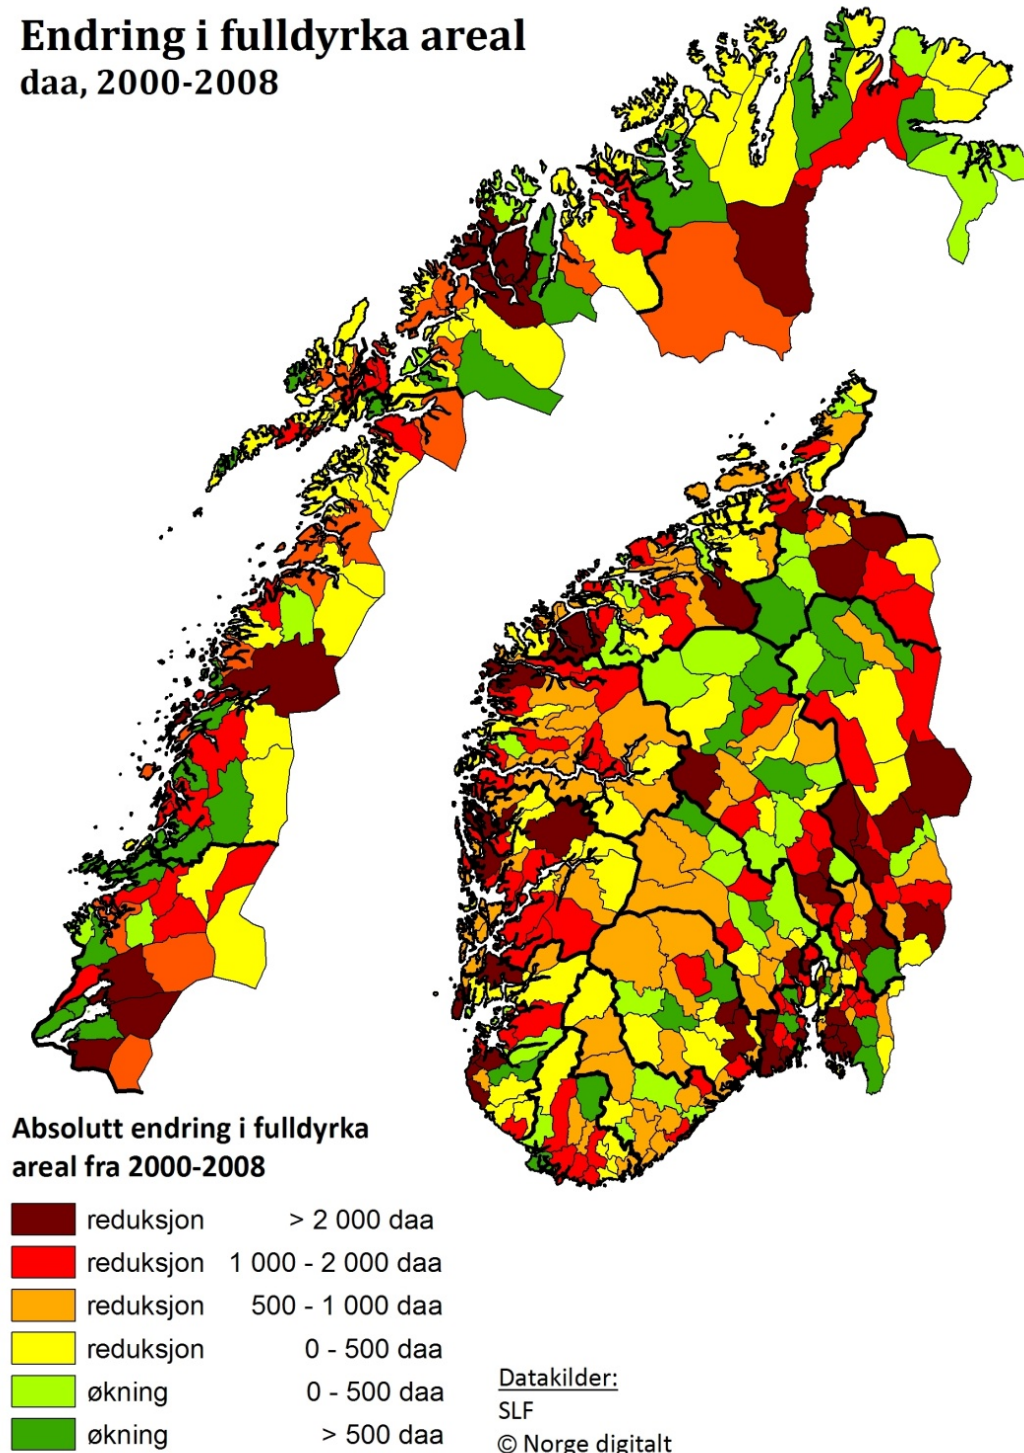 Endring i fulldyrka areal
daa, 2000-2008
Absolutt endring i fulldyrka
areal fra 2000-2008
reduksjon > 2 000 daa
reduksjon 1 000 - 2 000 daa
reduksjon 500 - 1 000 daa
reduksjon 0 - 500 daa
økning 0 - 500 daa
økning > 500 daa
Datakilder:
SLF
© Norge digitalt